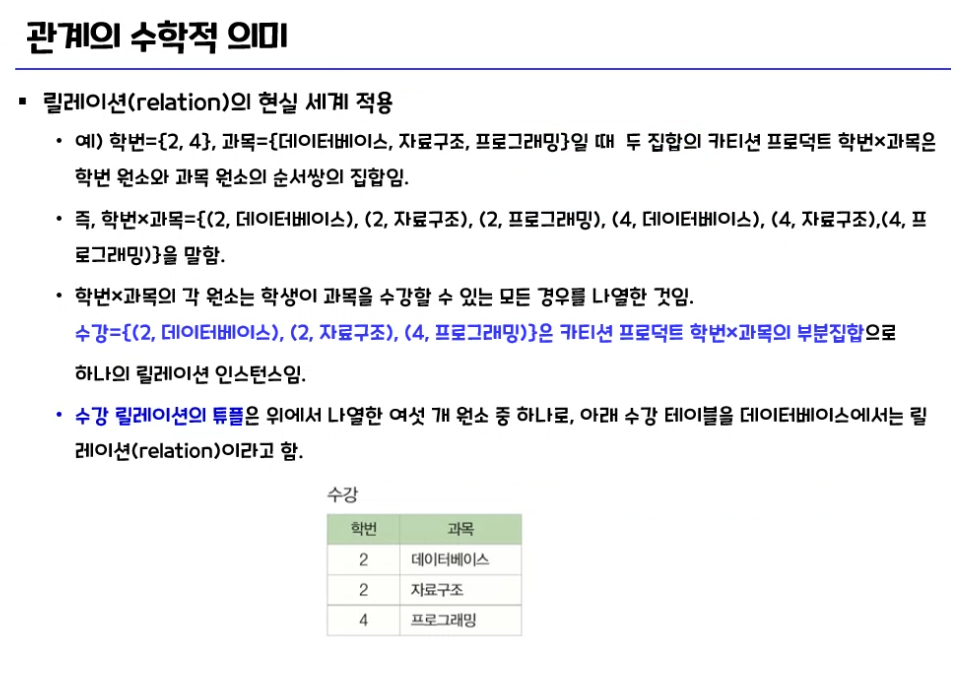 관계의 수학적 의미
▪ 릴레이션(relation)의 현실 세계 적용
• 예) 학번={2, 4}, 과목={데이터베이스, 자료구조, 프로그래밍}일 때 두 집합의 카티션 프로덕트 학번×과목은
학번 원소와 과목 원소의 순서쌍의 집합임.
• 즉, 학번×과목={(2, 데이터베이스), (2, 자료구조), (2, 프로그래밍), (4, 데이터베이스), (4, 자료구조),(4, 프
로그래밍)}을 말함.
• 학번×과목의 각 원소는 학생이 과목을 수강할 수 있는 모든 경우를 나열한 것임.
수강={(2, 데이터베이스), (2, 자료구조), (4, 프로그래밍)}은 카티션 프로덕트 학번×과목의 부분집합으로
하나의 릴레이션 인스턴스임.
• 수강 릴레이션의 튜플은 위에서 나열한 여섯 개 원소 중 하나로, 아래 수강 테이블을 데이터베이스에서는 릴
레이션(relation)이라고 함.
수강
학번 과목
2 데이터베이스
2 자료구조
4 프로그래밍